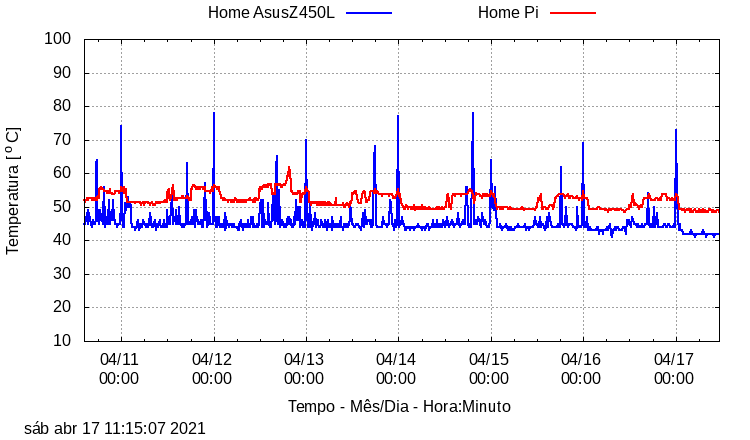 Home AsusZ450L Home Pi
100
90
80
70
60
50
40
30
20
10
Temperatura [ º C]
04/11 04/12 04/13 04/14 04/15 04/16 04/17
00:00 00:00 00:00 00:00 00:00 00:00 00:00
Tempo - Mês/Dia - Hora:Minuto
sáb abr 17 11:15:07 2021